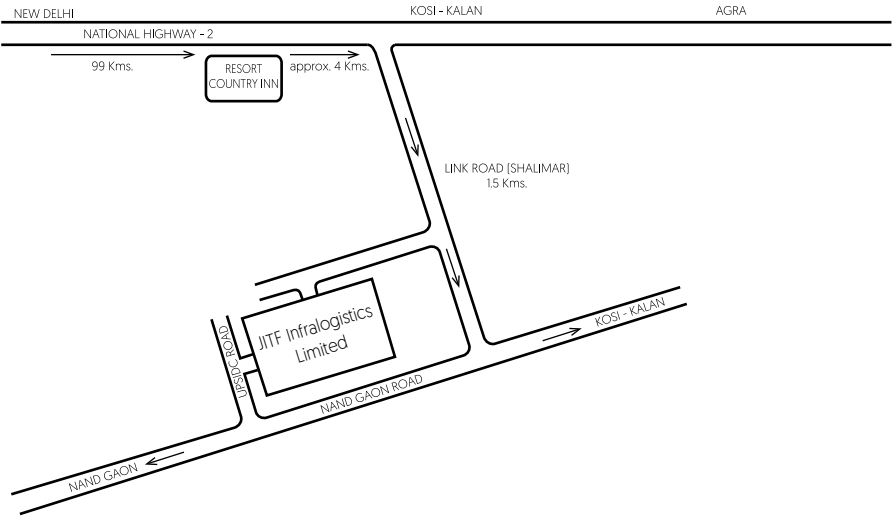 NEW DELHI
KOSI - KALAN
AGRA
NATIONAL HIGHWAY - 2
99 Kms.
RESORT
COUNTRY INN
approx. 4 Kms.
LINK ROAD (SHALIMAR)
1.5 Kms.
JITF Infralogistics
Limited
UPSIDC ROAD
KOSI - KALAN
NAND GAON ROAD
NAND GAON